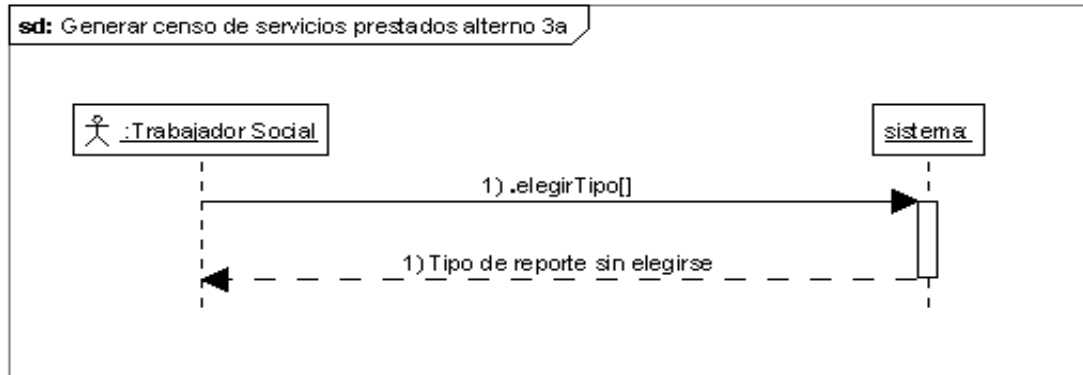 sd: Generar censo de servicios prestados alterno 3a
:Trabajador Social
sistema:
1) .elegirTipo[]
1) Tipo de reporte sin elegirse